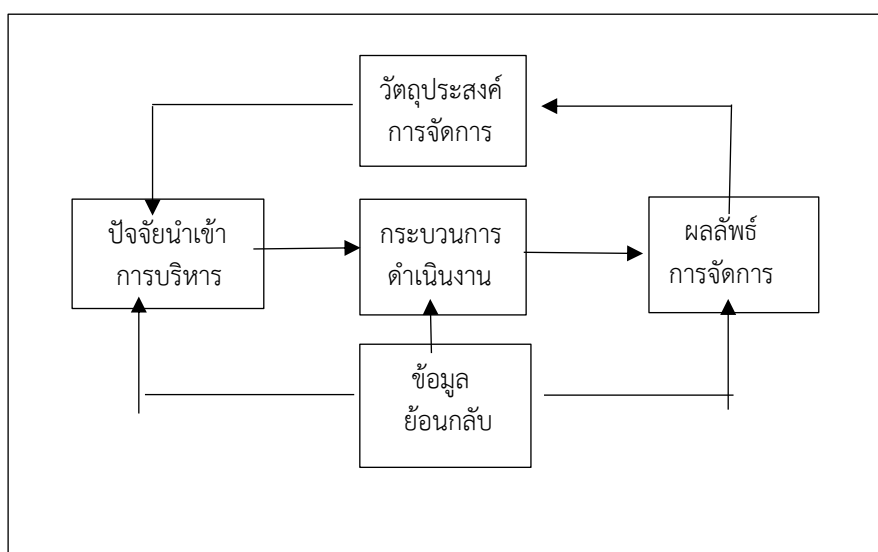 วัตถุประสงค์
การจัดการ
ปัจจัยนำเข้า
การบริหาร
กระบวนการ
ดำเนินงาน
ผลลัพธ์
การจัดการ
ข้อมูล
ย้อนกลับ